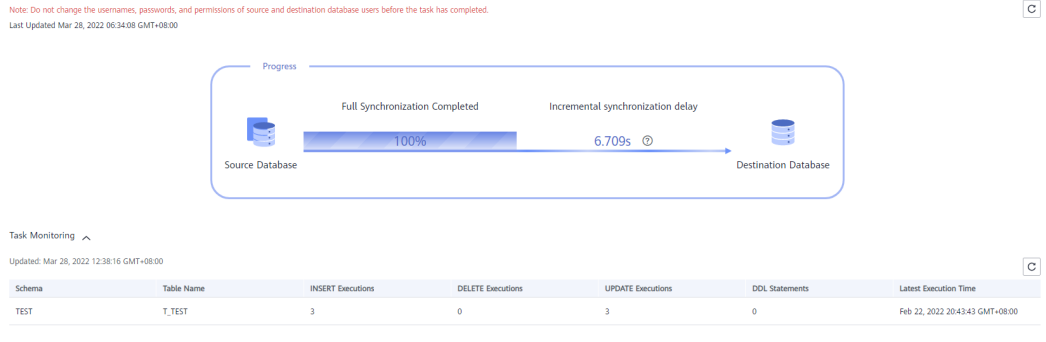 Note: Do not change the usernames, passwords, and permissions of source and destination database users before the task has completed.
Last Updated Mar 28, 2022 06:34:08 GMT+08:00
Progress
Full Synchronization Completed
Incremental synchronization delay
100%
6.709s ?
Source Database
Destination Database
Task Monitoring
Updated: Mar 28, 2022 12:38:16 GMT+08:00
Schema Table Name INSERT Executions DELETE Executions UPDATE Executions DDL Statements Latest Execution Time
TEST T_TEST 3 0 3 0 Feb 22, 2022 20:43:43 GMT+08:00